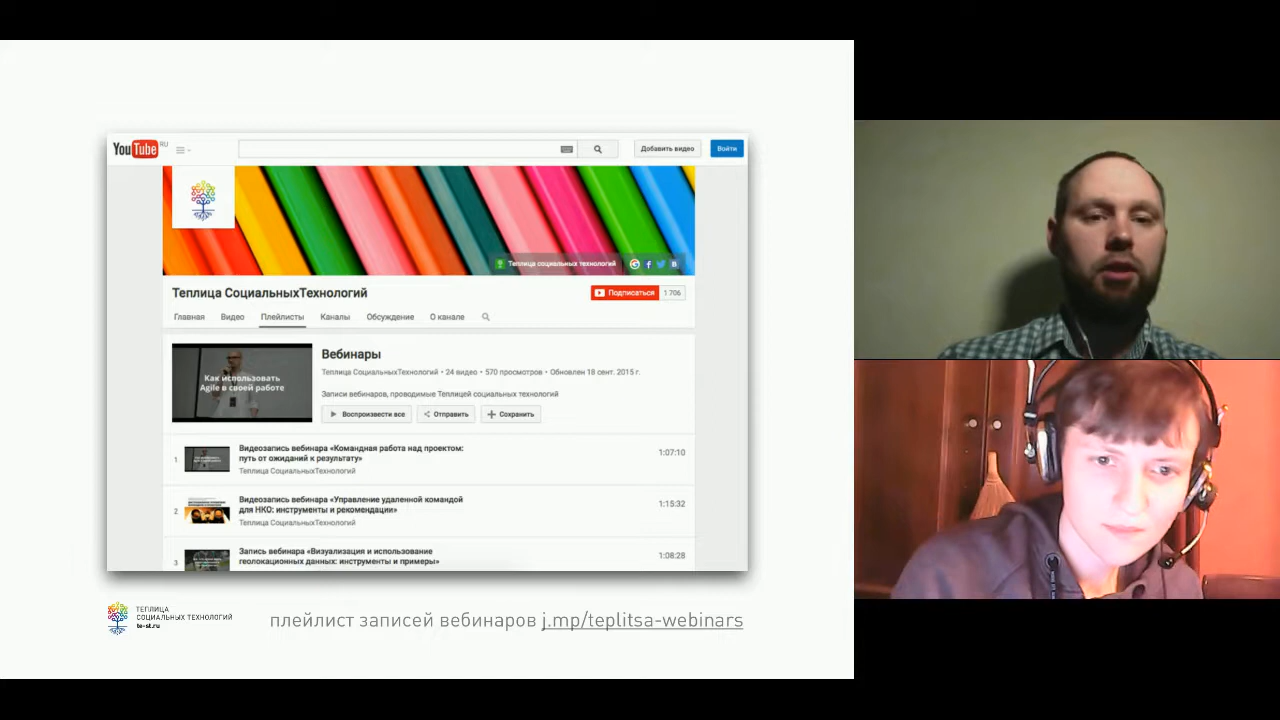 YouTube RU
Добавить видео
Войти
Теплица социальных технологий
Теплица СоциальныхТехнологий
Подписаться 1 706
Главная Видео Плейлисты Каналы Обсуждение О канале
Как использовать
Agile в своей работе
Вебинары
Теплица СоциальныхТехнологий • 24 видео • 570 просмотров • Обновлен 18 сент. 2015 г.
Записи вебинаров, проводимые Теплицей социальных технологий
Воспроизвести все Отправить Сохранить
1 Видеозапись вебинара «Командная работа над проектом: 1:07:10
путь от ожиданий к результату»
Теплица СоциальныхТехнологий
2 Видеозапись вебинара «Управление удаленной командой 1:15:32
для НКО: инструменты и рекомендации»
Теплица СоциальныхТехнологий
3 Запись вебинара «Визуализация и использование 1:08:28
геолокационных данных: инструменты и примеры»
ТЕПЛИЦА
СОЦИАЛЬНЫХ ТЕХНОЛОГИЙ
te-st.ru
плейлист записей вебинаров j.mp/teplitsa-webinars